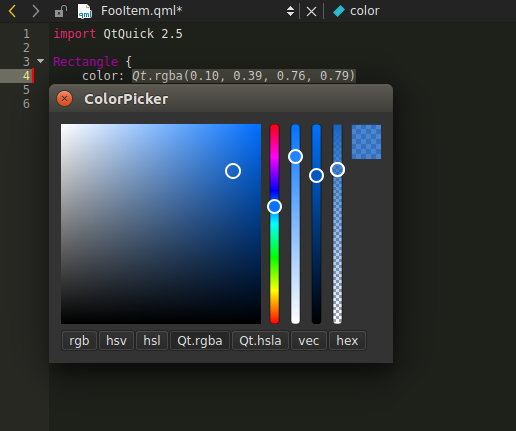 FooItem.qml* color
1 import QtQuick 2.5
2
3 Rectangle {
4 color: Qt.rgba(0.10, 0.39, 0.76, 0.79)
5
6
ColorPicker
rgb hsv hsl Qt.rgba Qt.hsla vec hex